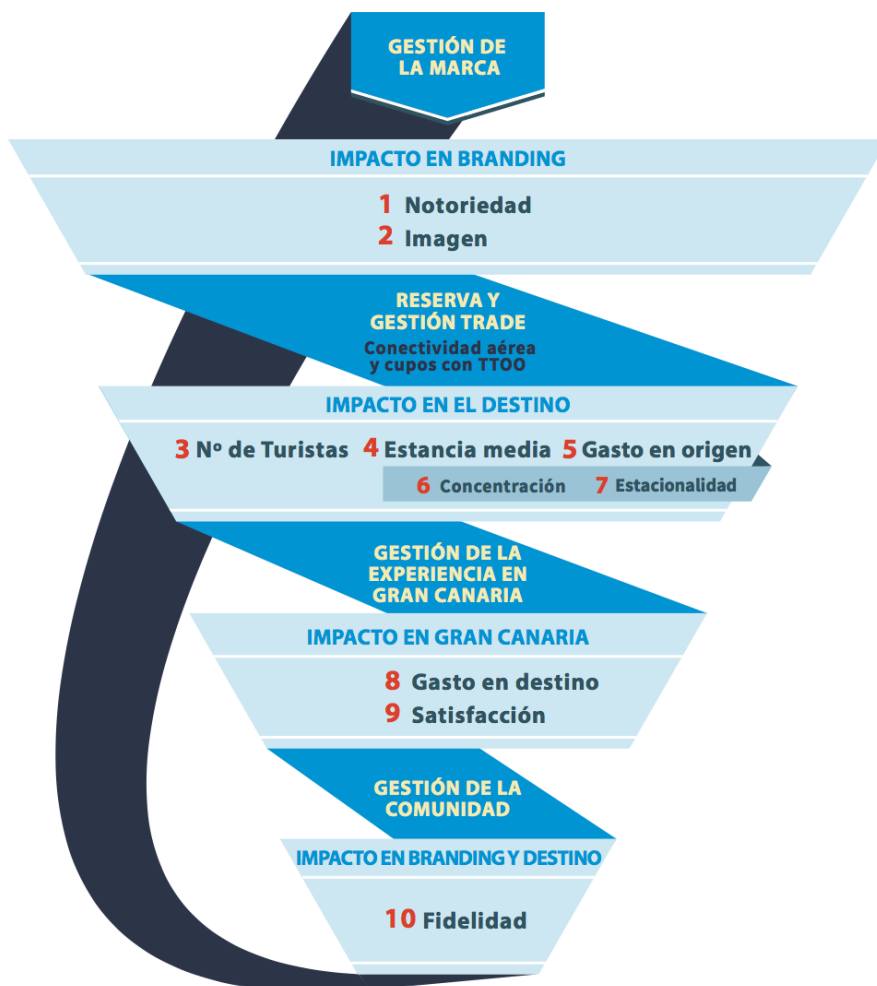 GESTIÓN DE
LA MARCA
IMPACTO EN BRANDING
1 Notoriedad
2 Imagen
RESERVA Y
GESTIÓN TRADE
Conectividad aérea
y cupos con TTOO
IMPACTO EN EL DESTINO
3 Nº de Turistas 4 Estancia media 5 Gasto en origen
6 Concentración 7 Estacionalidad
GESTIÓN DE LA
EXPERIENCIA EN
GRAN CANARIA
IMPACTO EN GRAN CANARIA
8 Gasto en destino
9 Satisfacción
GESTIÓN DE LA
COMUNIDAD
IMPACTO EN BRANDING Y DESTINO
10 Fidelidad